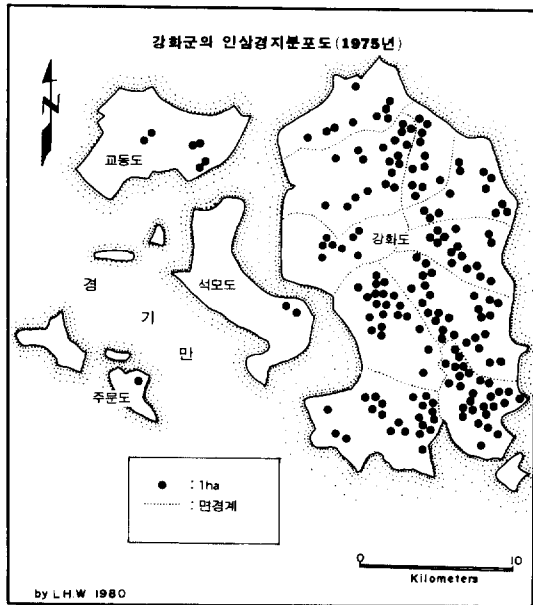 강화군의 인삼경지분포도(1975년)
N
교동도
강화도
석모도
경
기
만
주문도
: 1ha
: 면경계
0 10
Kilometers
by L.H.W 1980